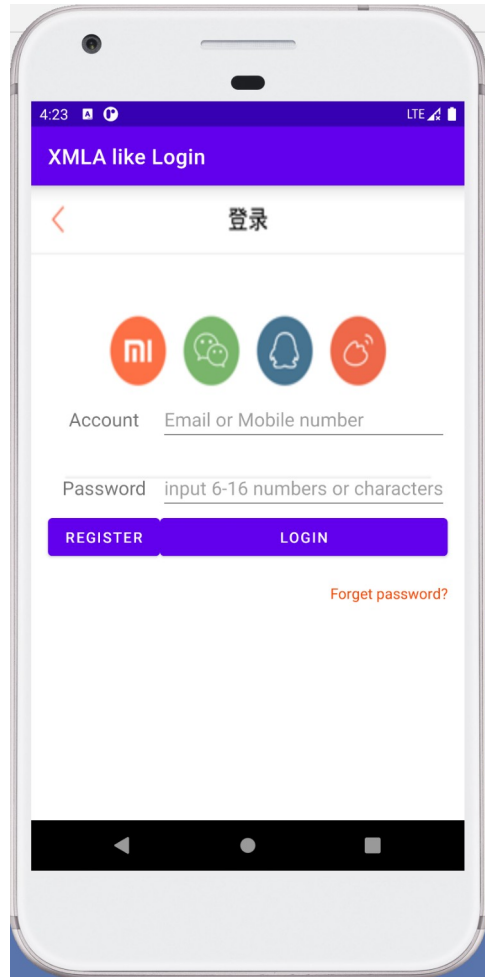 4:23 LTE
XMLA like Login
登录
Account Email or Mobile number
Password input 6-16 numbers or characters
REGISTER LOGIN
Forget password?